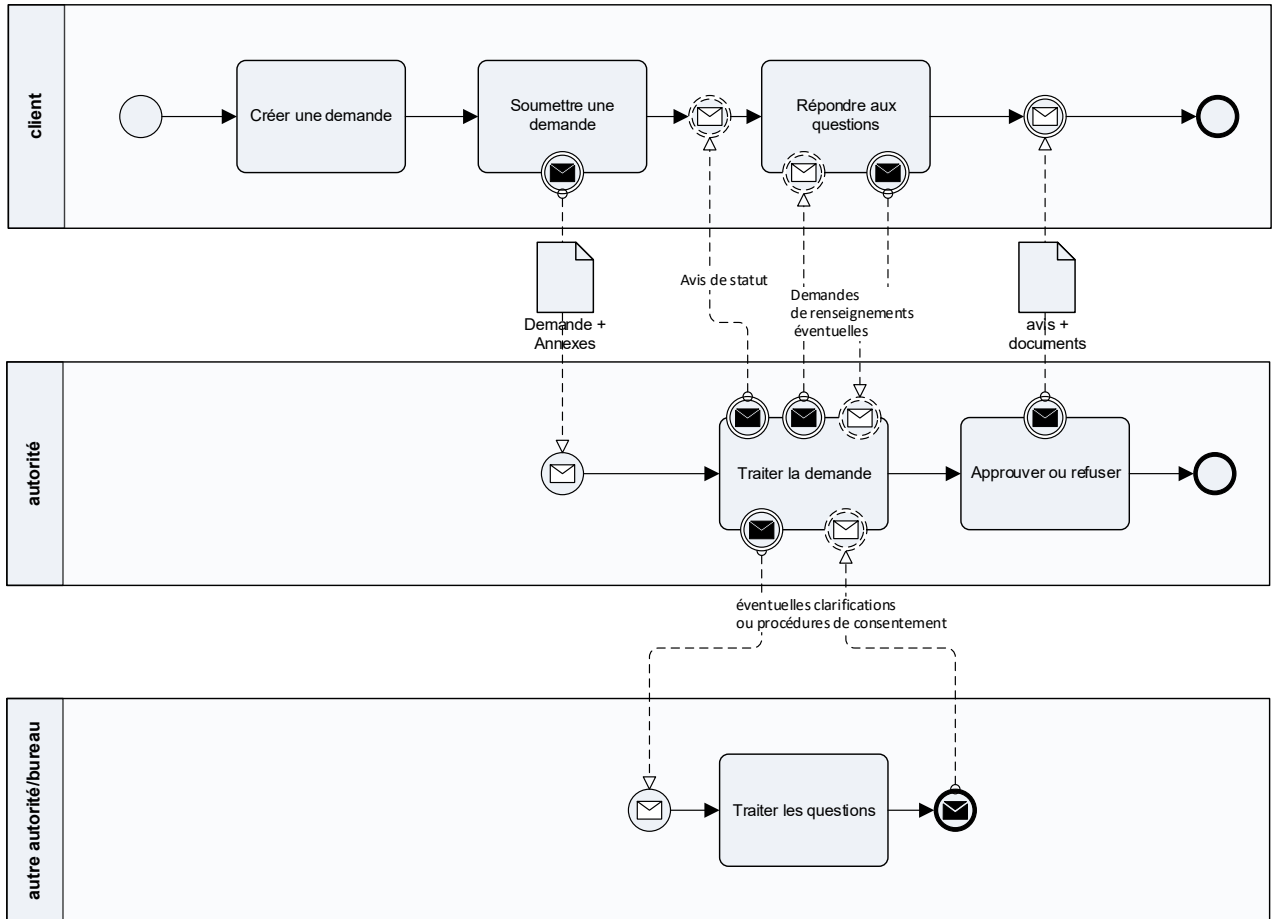 client
Créer une demande
Soumettre une
demande
Répondre aux
questions
Avis de statut
Demandes
de renseignements
éventuelles
Demande +
Annexes
avis +
documents
autorité
Traiter la demande
Approuver ou refuser
éventuelles clarifications
ou procédures de consentement
autre autorité/bureau
Traiter les questions